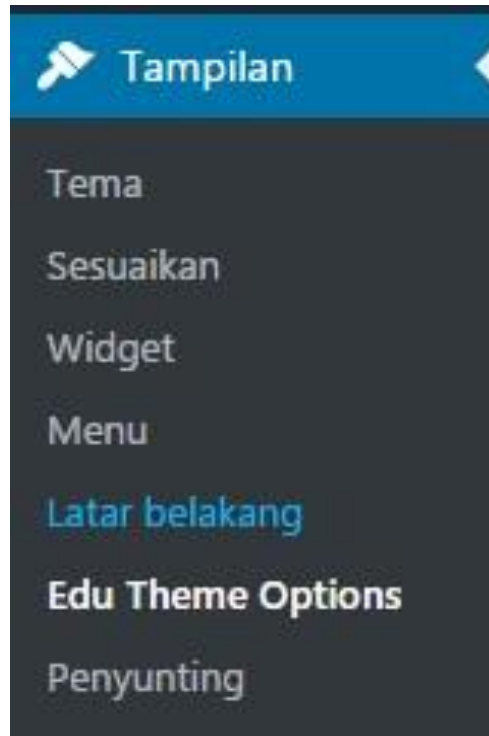 Tampilan
Tema
Sesuaikan
Widget
Menu
Latar belakang
Edu Theme Options
Penyunting